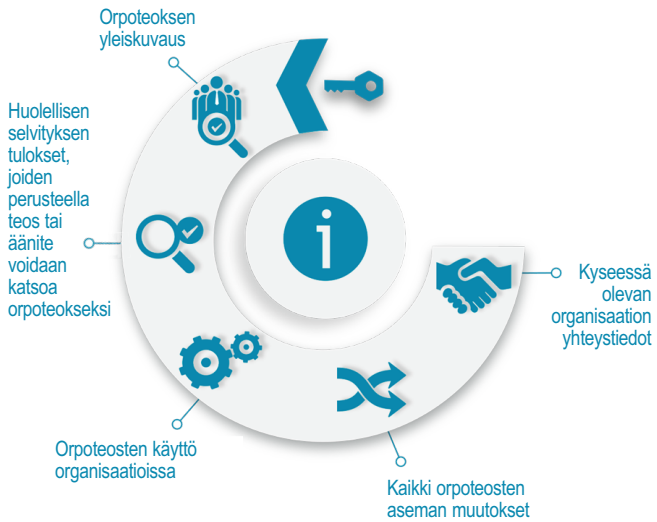 Orpoteoksen
yleiskuvaus
Huolellisen
selvityksen
tulokset,
joiden
perusteella
teos tai
äänite
voidaan
katsoa
orpoteokseksi
Orpoteosten käyttö
organisaatioissa
Kaikki orpoteosten
aseman muutokset
Kyseessä
olevan
organisaation
yhteystiedot